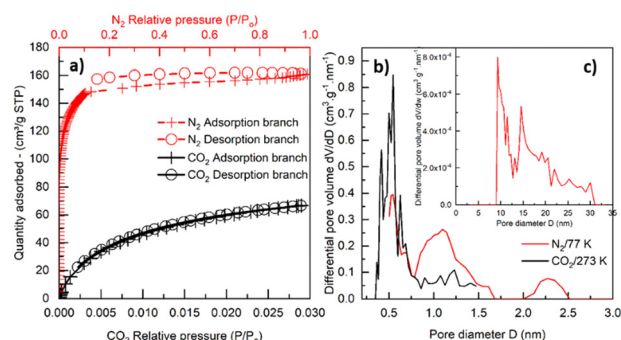 N₂ Relative pressure (P/Pₒ)
0.0 0.2 0.4 0.6 0.8 1.0
Quantity adsorbed - (cm³/g STP)
180
160
140
120
100
80
60
40
20
0
a)
N₂ Adsorption branch
N₂ Desorption branch
CO₂ Adsorption branch
CO₂ Desorption branch
0.000 0.005 0.010 0.015 0.020 0.025 0.030
CO₂ Relative pressure (P/Pₒ)
Differential pore volume dV/dD (cm³.g⁻¹.nm⁻¹)
1.0
0.9
0.8
0.7
0.6
0.5
0.4
0.3
0.2
0.1
0.0
b)
c)
Differential pore volume dV/dw (cm³.g⁻¹.nm⁻¹)
8.0x10⁻⁴
6.0x10⁻⁴
4.0x10⁻⁴
2.0x10⁻⁴
0.0
0 5 10 15 20 25 30 35
Pore diameter D (nm)
N₂/77 K
CO₂/273 K
0.5 1.0 1.5 2.0 2.5 3.0
Pore diameter D (nm)